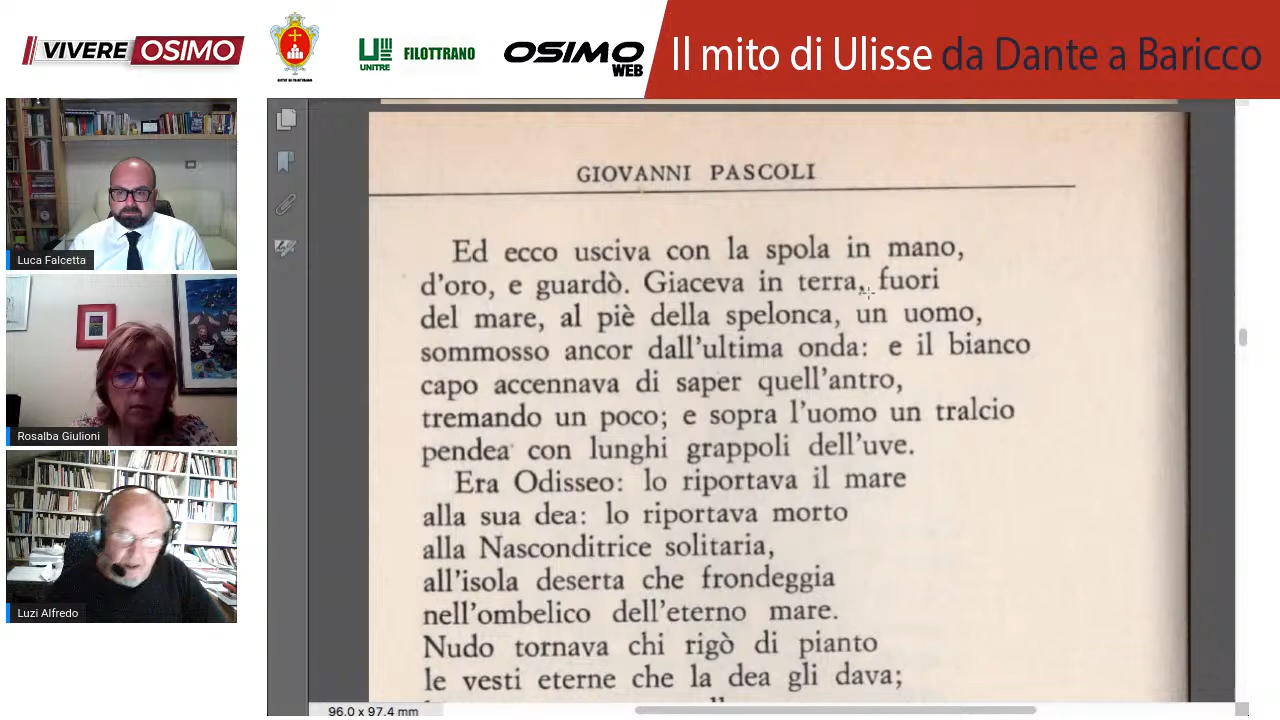 VIVERE OSIMO
UNITRE
FILOTTRANO
OSIMO
WEB
Il mito di Ulisse da Dante a Baricco
Luca Falcetta
Rosalba Giulioni
Luzi Alfredo
GIOVANNI PASCOLI
Ed ecco usciva con la spola in mano,
d'oro, e guardò. Giaceva in terra, fuori
del mare, al piè della spelonca, un uomo,
sommosso ancor dall'ultima onda: e il bianco
capo accennava di saper quell'antro,
tremando un poco; e sopra l'uomo un tralcio
pendea con lunghi grappoli dell'uve.
Era Odisseo: lo riportava il mare
alla sua dea: lo riportava morto
alla Nasconditrice solitaria,
all'isola deserta che frondeggia
nell'ombelico dell'eterno mare.
Nudo tornava chi rigò di pianto
le vesti eterne che la dea gli dava;
96,0 x 97,4 mm